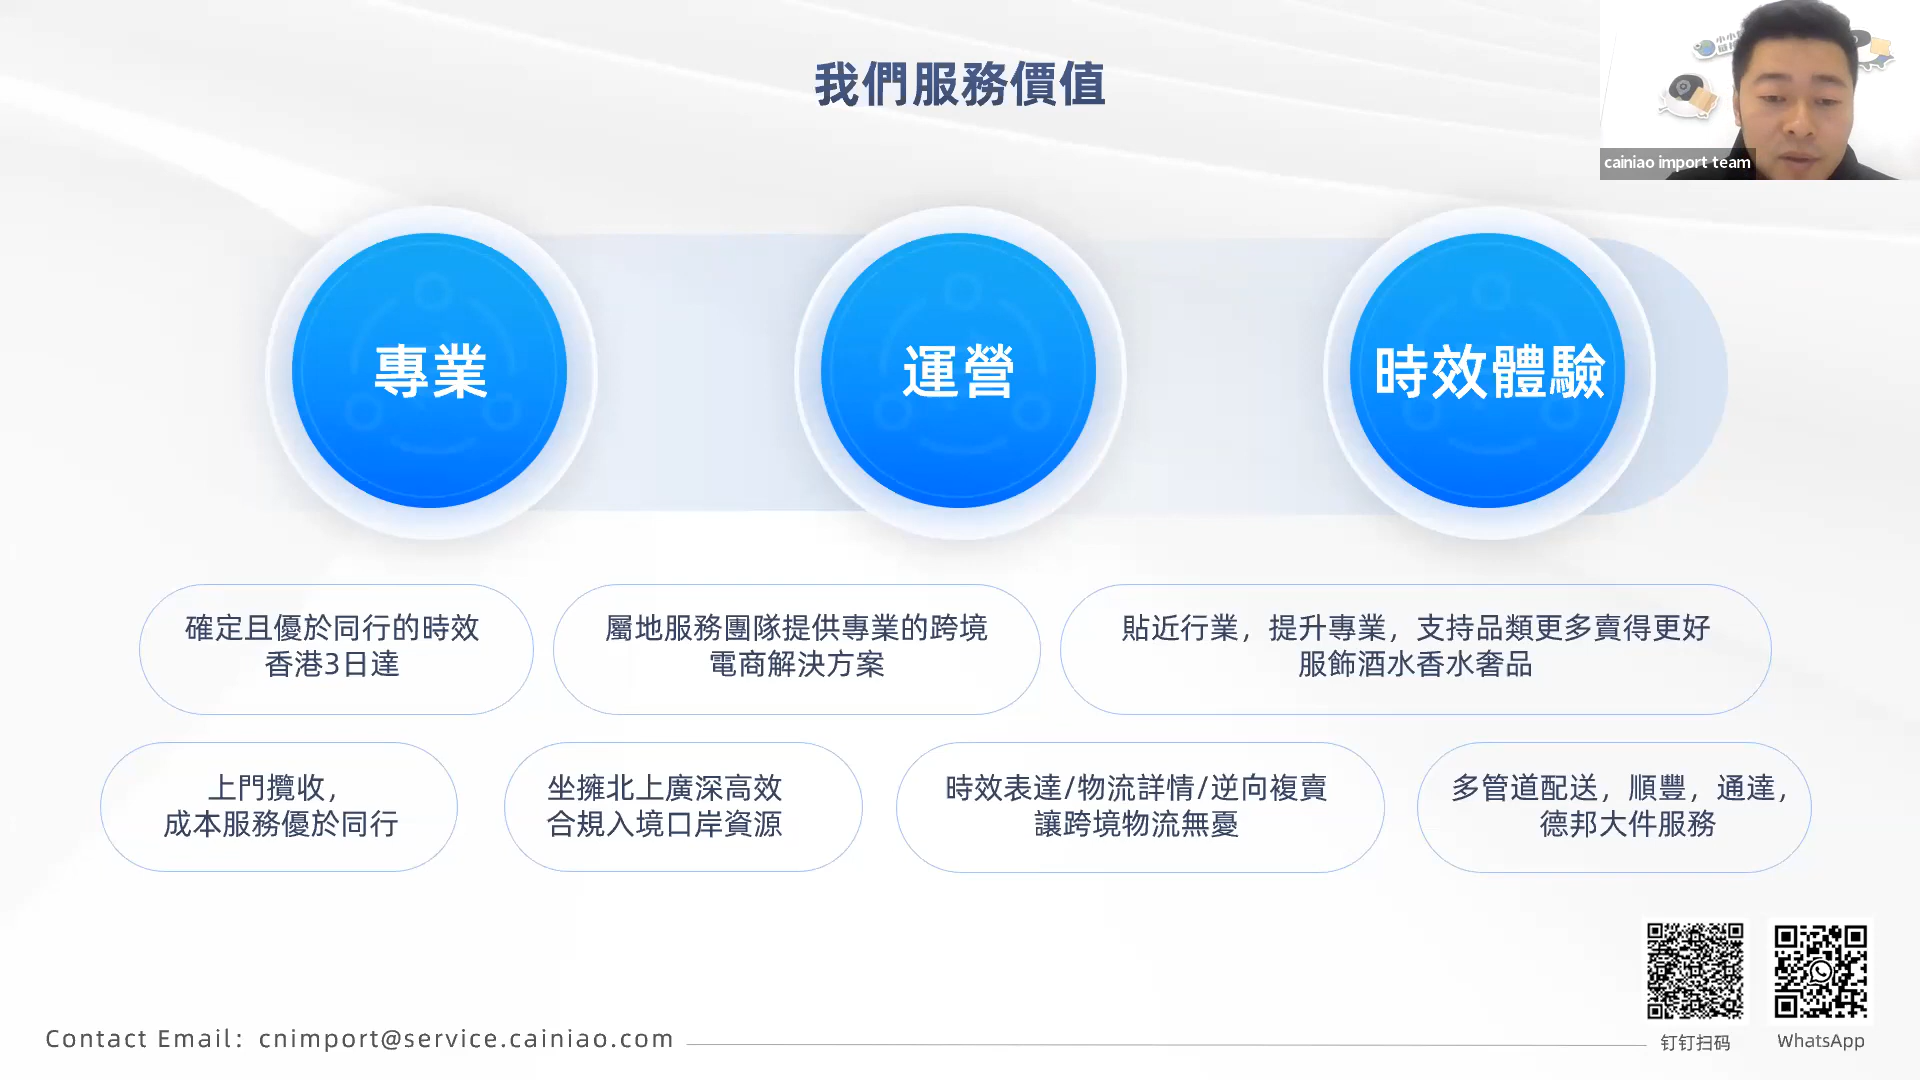 我們服務價值
cainiao import team
專業
運營
時效體驗
確定且優於同行的時效
香港3日達
屬地服務團隊提供專業的跨境
電商解決方案
貼近行業，提升專業，支持品類更多賣得更好
服飾酒水香水奢品
上門攬收，
成本服務優於同行
坐擁北上廣深高效
合規入境口岸資源
時效表達/物流詳情/逆向複賣
讓跨境物流無憂
多管道配送，順豐，通達，
德邦大件服務
Contact Email：cnimport@service.cainiao.com
钉钉扫码
WhatsApp